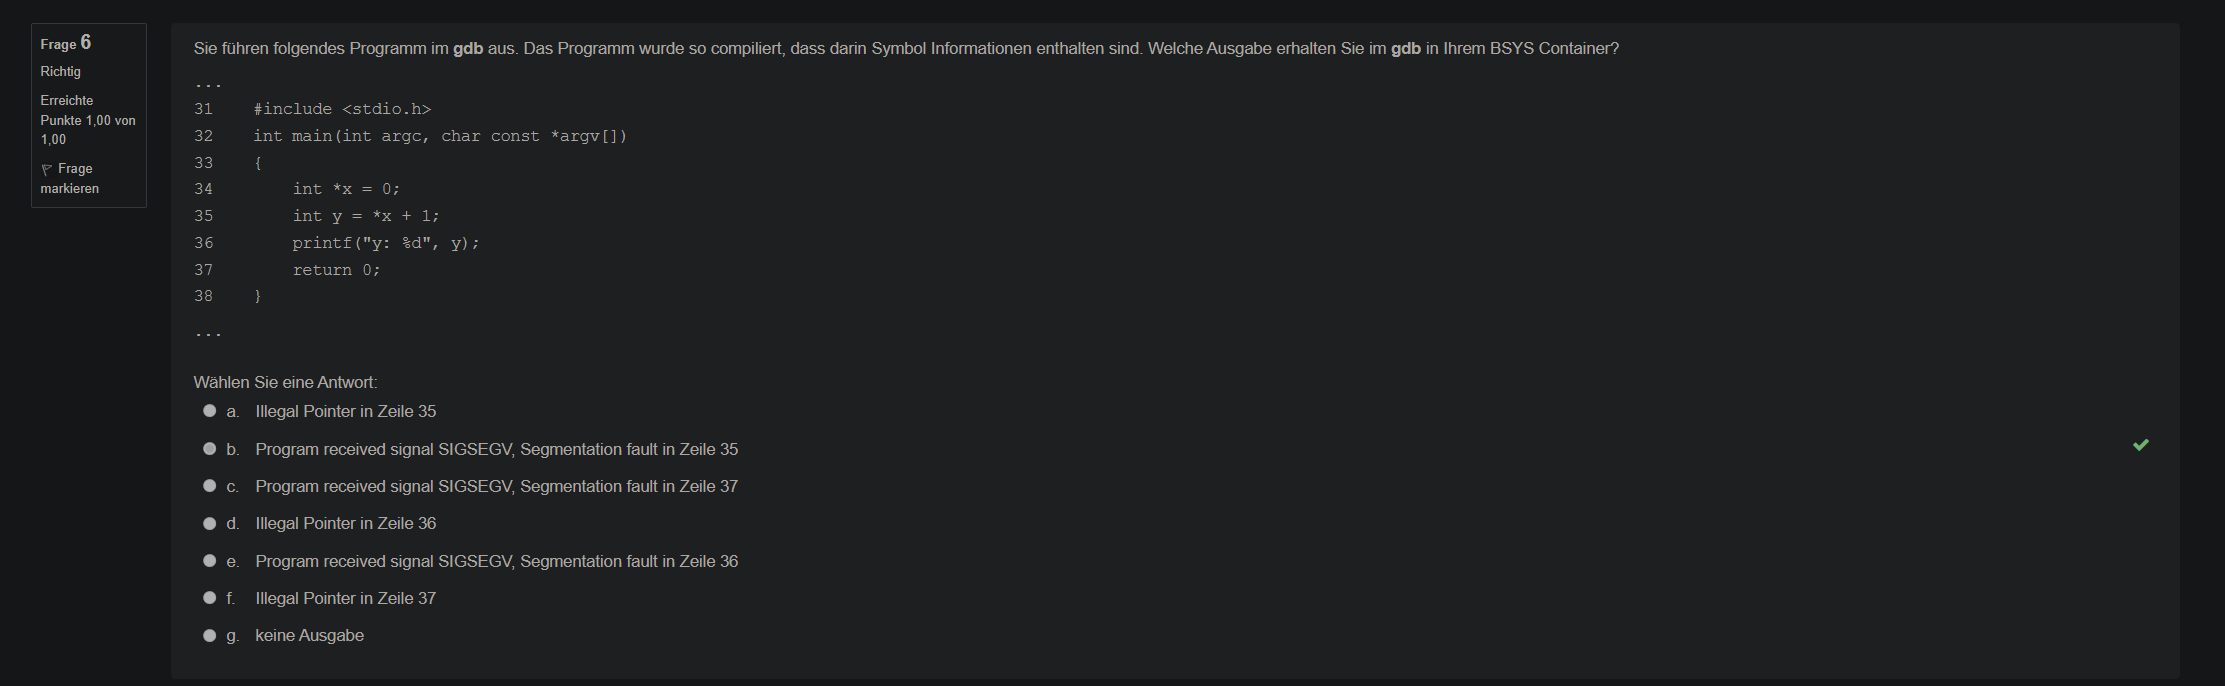 Frage 6
Richtig
Erreichte
Punkte 1,00 von
1,00
Frage
markieren
Sie führen folgendes Programm im gdb aus. Das Programm wurde so compiliert, dass darin Symbol Informationen enthalten sind. Welche Ausgabe erhalten Sie im gdb in Ihrem BSYS Container?
...
31 #include <stdio.h>
32 int main(int argc, char const *argv[])
33 {
34 int *x = 0;
35 int y = *x + 1;
36 printf("y: %d", y);
37 return 0;
38 }
...
Wählen Sie eine Antwort:
a. Illegal Pointer in Zeile 35
b. Program received signal SIGSEGV, Segmentation fault in Zeile 35
c. Program received signal SIGSEGV, Segmentation fault in Zeile 37
d. Illegal Pointer in Zeile 36
e. Program received signal SIGSEGV, Segmentation fault in Zeile 36
f. Illegal Pointer in Zeile 37
g. keine Ausgabe